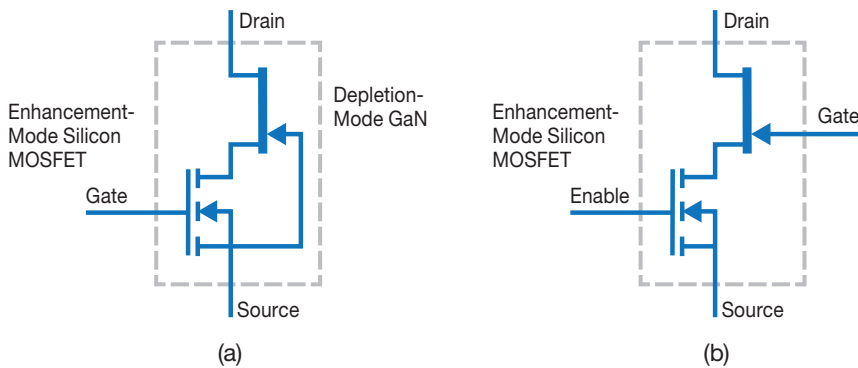 Drain
Enhancement-
Mode Silicon
MOSFET
Depletion-
Mode GaN
Gate
Source
(a)
Drain
Enhancement-
Mode Silicon
MOSFET
Gate
Enable
Source
(b)